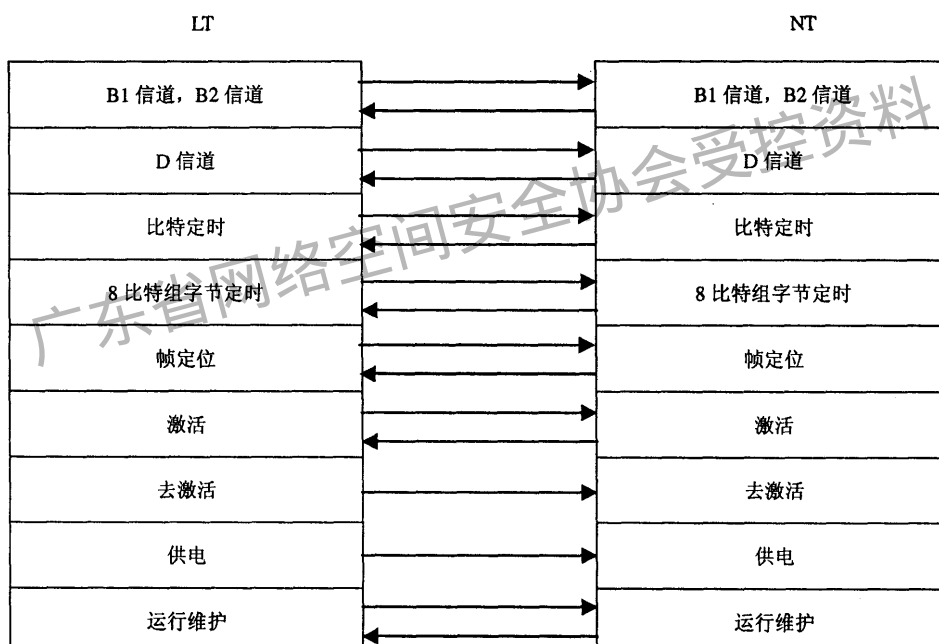 LT NT
B1 信道，B2 信道 B1 信道，B2 信道
D 信道 D 信道
比特定时 比特定时
8 比特组字节定时 8 比特组字节定时
帧定位 帧定位
激活 激活
去激活 去激活
供电 供电
运行维护 运行维护
广东省网络空间安全协会受控资料